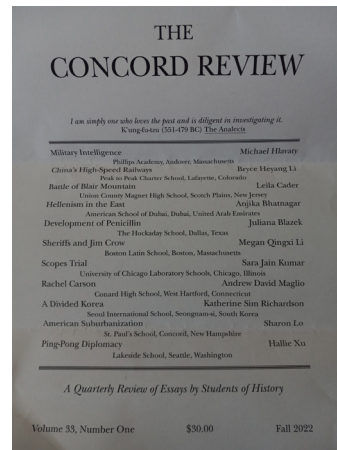 THE
CONCORD REVIEW
I am simply one who loves the past and is diligent in investigating it.
K'ung-fu-tzu (551-479 BC) The Analects
Military Intelligence Michael Hlavaty
Phillips Academy, Andover, Massachusetts
China's High-Speed Railways Bryce Heyang Li
Peak to Peak Charter School, Lafayette, Colorado
Battle of Blair Mountain Leila Cader
Union County Magnet High School, Scotch Plains, New Jersey
Hellenism in the East Anjika Bhatnagar
American School of Dubai, Dubai, United Arab Emirates
Development of Penicillin Juliana Blazek
The Hockaday School, Dallas, Texas
Sheriffs and Jim Crow Megan Qingxi Li
Boston Latin School, Boston, Massachusetts
Scopes Trial Sara Jain Kumar
University of Chicago Laboratory Schools, Chicago, Illinois
Rachel Carson Andrew David Maglio
Conard High School, West Hartford, Connecticut
A Divided Korea Katherine Sim Richardson
Seoul International School, Seongnam-si, South Korea
American Suburbanization Sharon Lo
St. Paul's School, Concord, New Hampshire
Ping-Pong Diplomacy Hallie Xu
Lakeside School, Seattle, Washington
A Quarterly Review of Essays by Students of History
Volume 33, Number One $30.00 Fall 2022